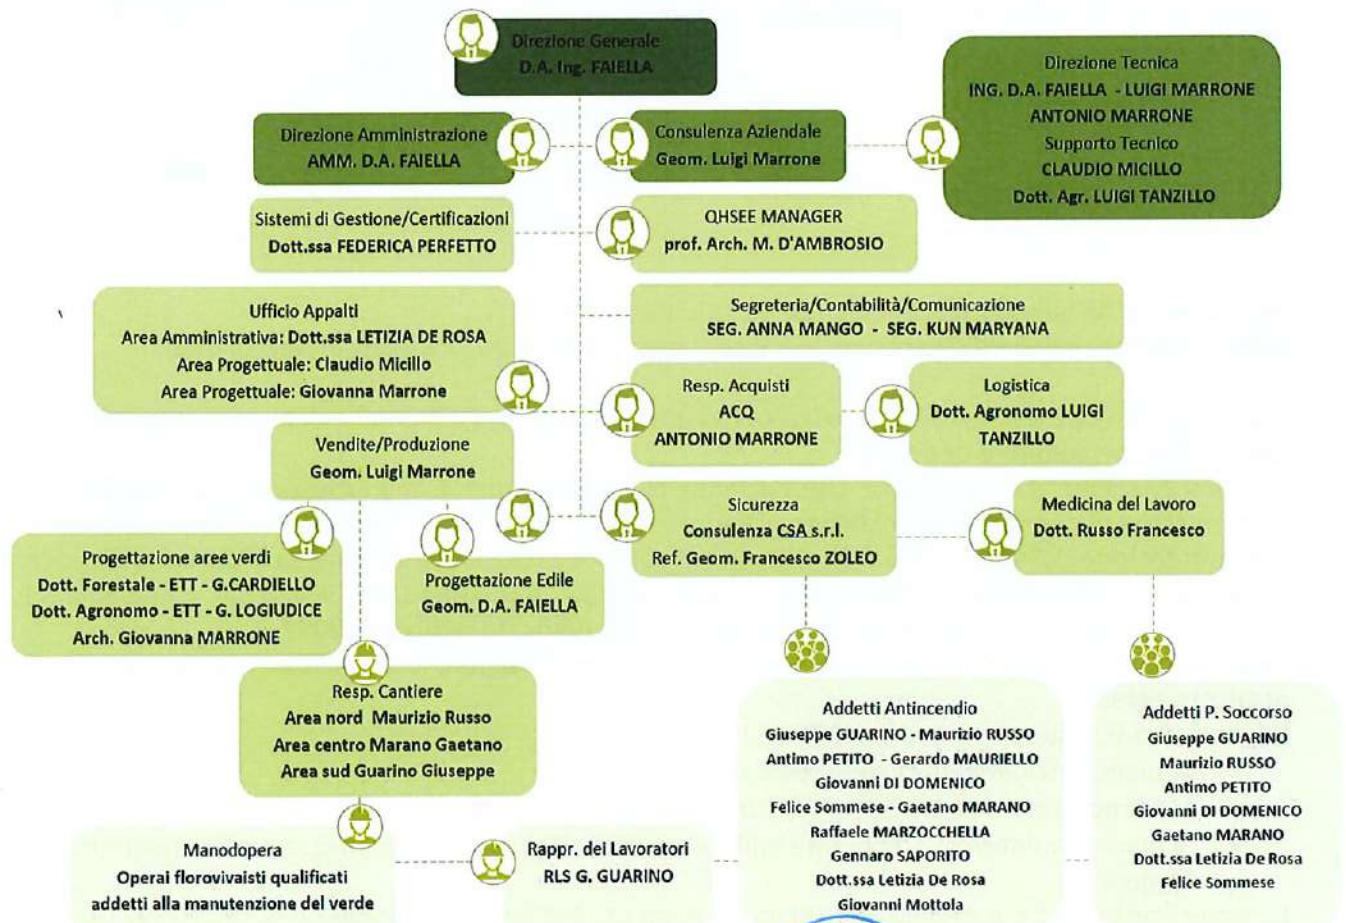 Direzione Generale
D.A. Ing. FAIELLA
Direzione Tecnica
ING. D.A. FAIELLA - LUIGI MARRONE
ANTONIO MARRONE
Supporto Tecnico
CLAUDIO MICILLO
Dott. Agr. LUIGI TANZILLO
Direzione Amministrazione
AMM. D.A. FAIELLA
Consulenza Aziendale
Geom. Luigi Marrone
Sistemi di Gestione/Certificazioni
Dott.ssa FEDERICA PERFETTO
QHSEE MANAGER
prof. Arch. M. D'AMBROSIO
Ufficio Appalti
Area Amministrativa: Dott.ssa LETIZIA DE ROSA
Area Progettuale: Claudio Micillo
Area Progettuale: Giovanna Marrone
Segreteria/Contabilità/Comunicazione
SEG. ANNA MANGO - SEG. KUN MARYANA
Resp. Acquisti
ACQ
ANTONIO MARRONE
Logistica
Dott. Agronomo LUIGI
TANZILLO
Vendite/Produzione
Geom. Luigi Marrone
Sicurezza
Consulenza CSA s.r.l.
Ref. Geom. Francesco ZOLEO
Medicina del Lavoro
Dott. Russo Francesco
Progettazione aree verdi
Dott. Forestale - ETT - G.CARDIELLO
Dott. Agronomo - ETT - G. LOGIUDICE
Arch. Giovanna MARRONE
Progettazione Edile
Geom. D.A. FAIELLA
Resp. Cantiere
Area nord Maurizio Russo
Area centro Marano Gaetano
Area sud Guarino Giuseppe
Addetti Antincendio
Giuseppe GUARINO - Maurizio RUSSO
Antimo PETITO - Gerardo MAURIELLO
Giovanni DI DOMENICO
Felice Sommese - Gaetano MARANO
Raffaele MARZOCCHELLA
Gennaro SAPORITO
Dott.ssa Letizia De Rosa
Giovanni Mottola
Addetti P. Soccorso
Giuseppe GUARINO
Maurizio RUSSO
Antimo PETITO
Giovanni DI DOMENICO
Gaetano MARANO
Dott.ssa Letizia De Rosa
Felice Sommese
Manodopera
Operai florovivaisti qualificati
addetti alla manutenzione del verde
Rappr. dei Lavoratori
RLS G. GUARINO